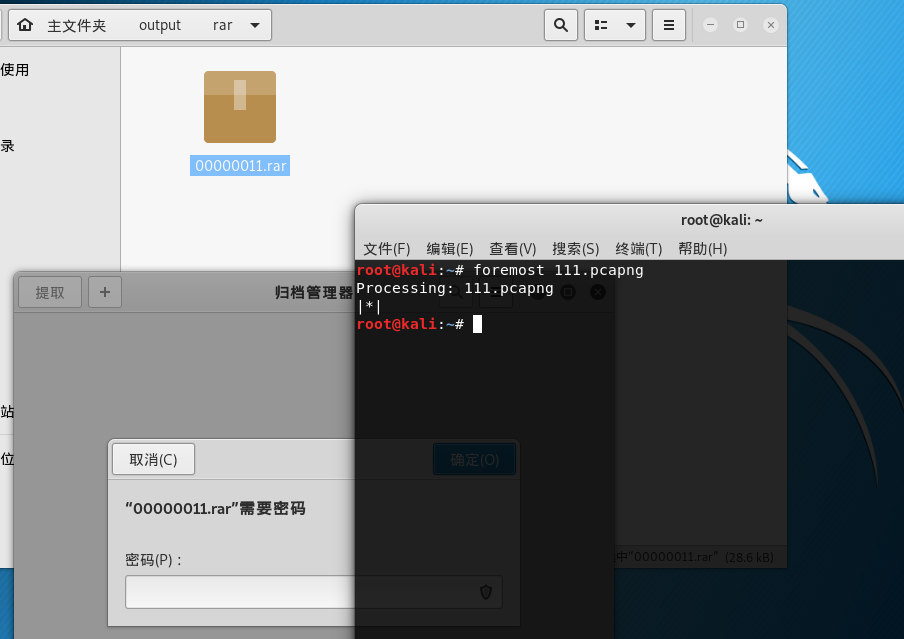 主文件夹 output rar
使用
录
00000011.rar
root@kali: ~
文件(F) 编辑(E) 查看(V) 搜索(S) 终端(T) 帮助(H)
root@kali:~# foremost 111.pcapng
Processing: 111.pcapng
|*|
root@kali:~#
提取 + 归档管理器
站
位
取消(C) 确定(O)
“00000011.rar”需要密码
密码(P)：
中“00000011.rar” (28.6 kB)